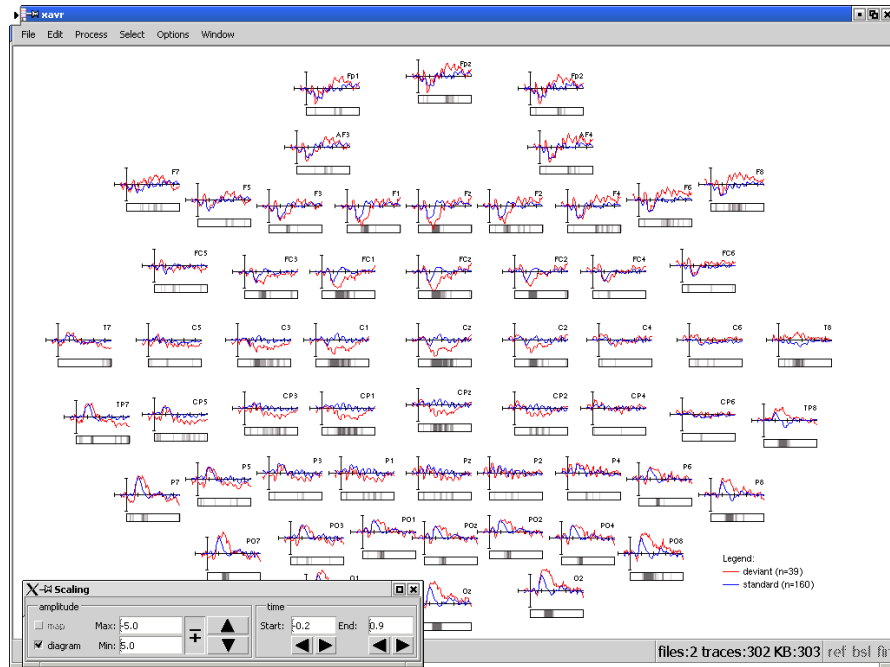 xavr
File Edit Process Select Options Window
Fp1 Fpz Fp2
AF3 AF4
F7 F5 F3 F1 Fz F2 F4 F6 F8
FC5 FC3 FC1 FCz FC2 FC4 FC6
T7 C5 C3 C1 Cz C2 C4 C6 T8
TP7 CP5 CP3 CP1 CPz CP2 CP4 CP6 TP8
P7 P5 P3 P1 Pz P2 P4 P6 P8
PO7 PO3 PO1 POz PO2 PO4 PO8
Oz O2
Legend:
deviant (n=39)
standard (n=160)
Scaling
amplitude time
map Max: -5.0 Start: -0.2 End: 0.9
diagram Min: 5.0
files:2 traces:302 KB:303 ref bsl